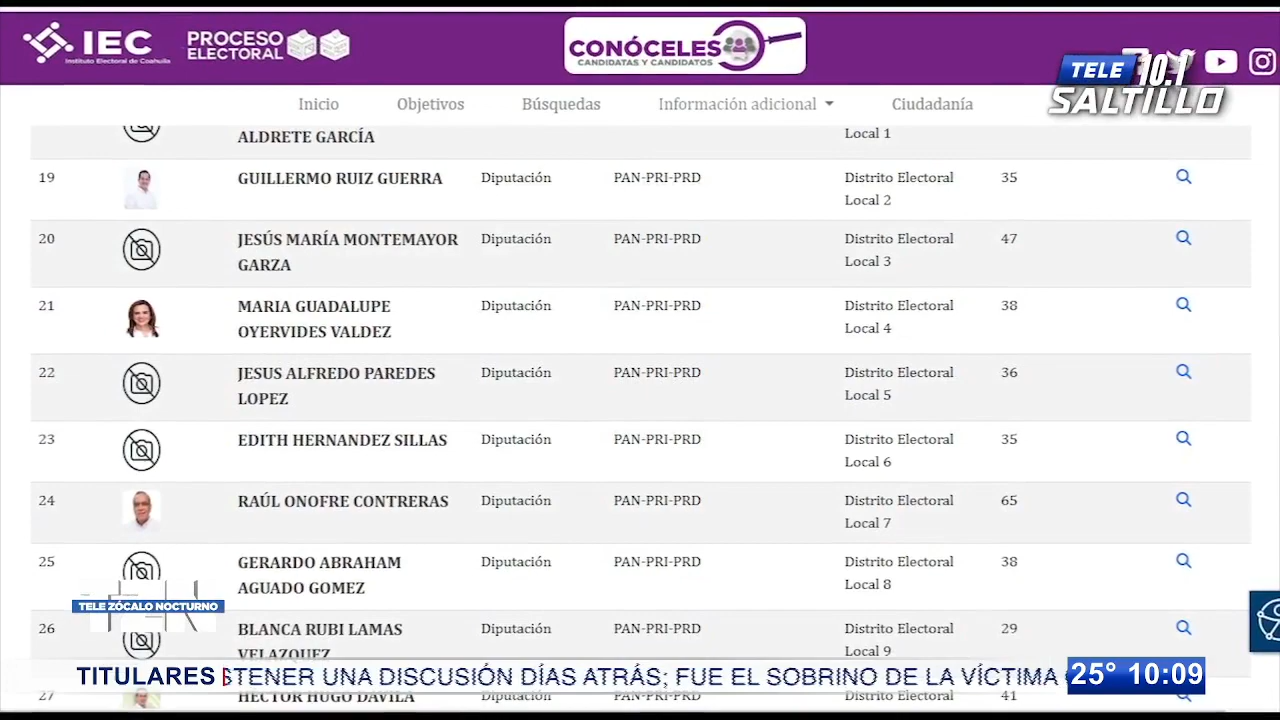 IEC
Instituto Electoral de Coahuila
PROCESO
ELECTORAL
CONÓCELES
CANDIDATAS Y CANDIDATOS
TELE 10.1
SALTILLO
Inicio Objetivos Búsquedas Información adicional Ciudadanía
ALDRETE GARCÍA Local 1
19 GUILLERMO RUIZ GUERRA Diputación PAN-PRI-PRD Distrito Electoral 35
Local 2
20 JESÚS MARÍA MONTEMAYOR Diputación PAN-PRI-PRD Distrito Electoral 47
GARZA Local 3
21 MARIA GUADALUPE Diputación PAN-PRI-PRD Distrito Electoral 38
OYERVIDES VALDEZ Local 4
22 JESUS ALFREDO PAREDES Diputación PAN-PRI-PRD Distrito Electoral 36
LOPEZ Local 5
23 EDITH HERNANDEZ SILLAS Diputación PAN-PRI-PRD Distrito Electoral 35
Local 6
24 RAÚL ONOFRE CONTRERAS Diputación PAN-PRI-PRD Distrito Electoral 65
Local 7
25 GERARDO ABRAHAM Diputación PAN-PRI-PRD Distrito Electoral 38
AGUADO GOMEZ Local 8
TELE ZÓCALO NOCTURNO
26 BLANCA RUBI LAMAS Diputación PAN-PRI-PRD Distrito Electoral 29
VELAZQUEZ Local 9
TITULARES STENER UNA DISCUSIÓN DÍAS ATRÁS; FUE EL SOBRINO DE LA VÍCTIMA 25° 10:09
27 HECTOR HUGO DAVILA 41